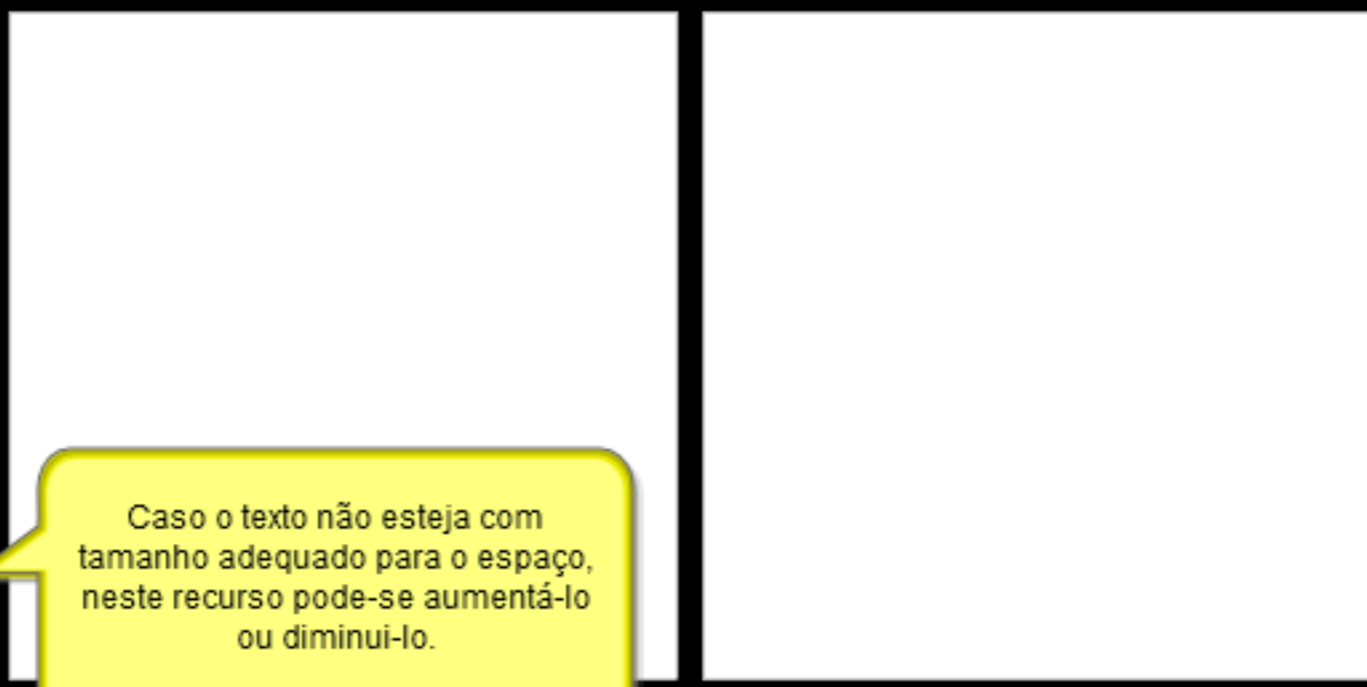 Caso o texto não esteja com
tamanho adequado para o espaço,
neste recurso pode-se aumentá-lo
ou diminui-lo.